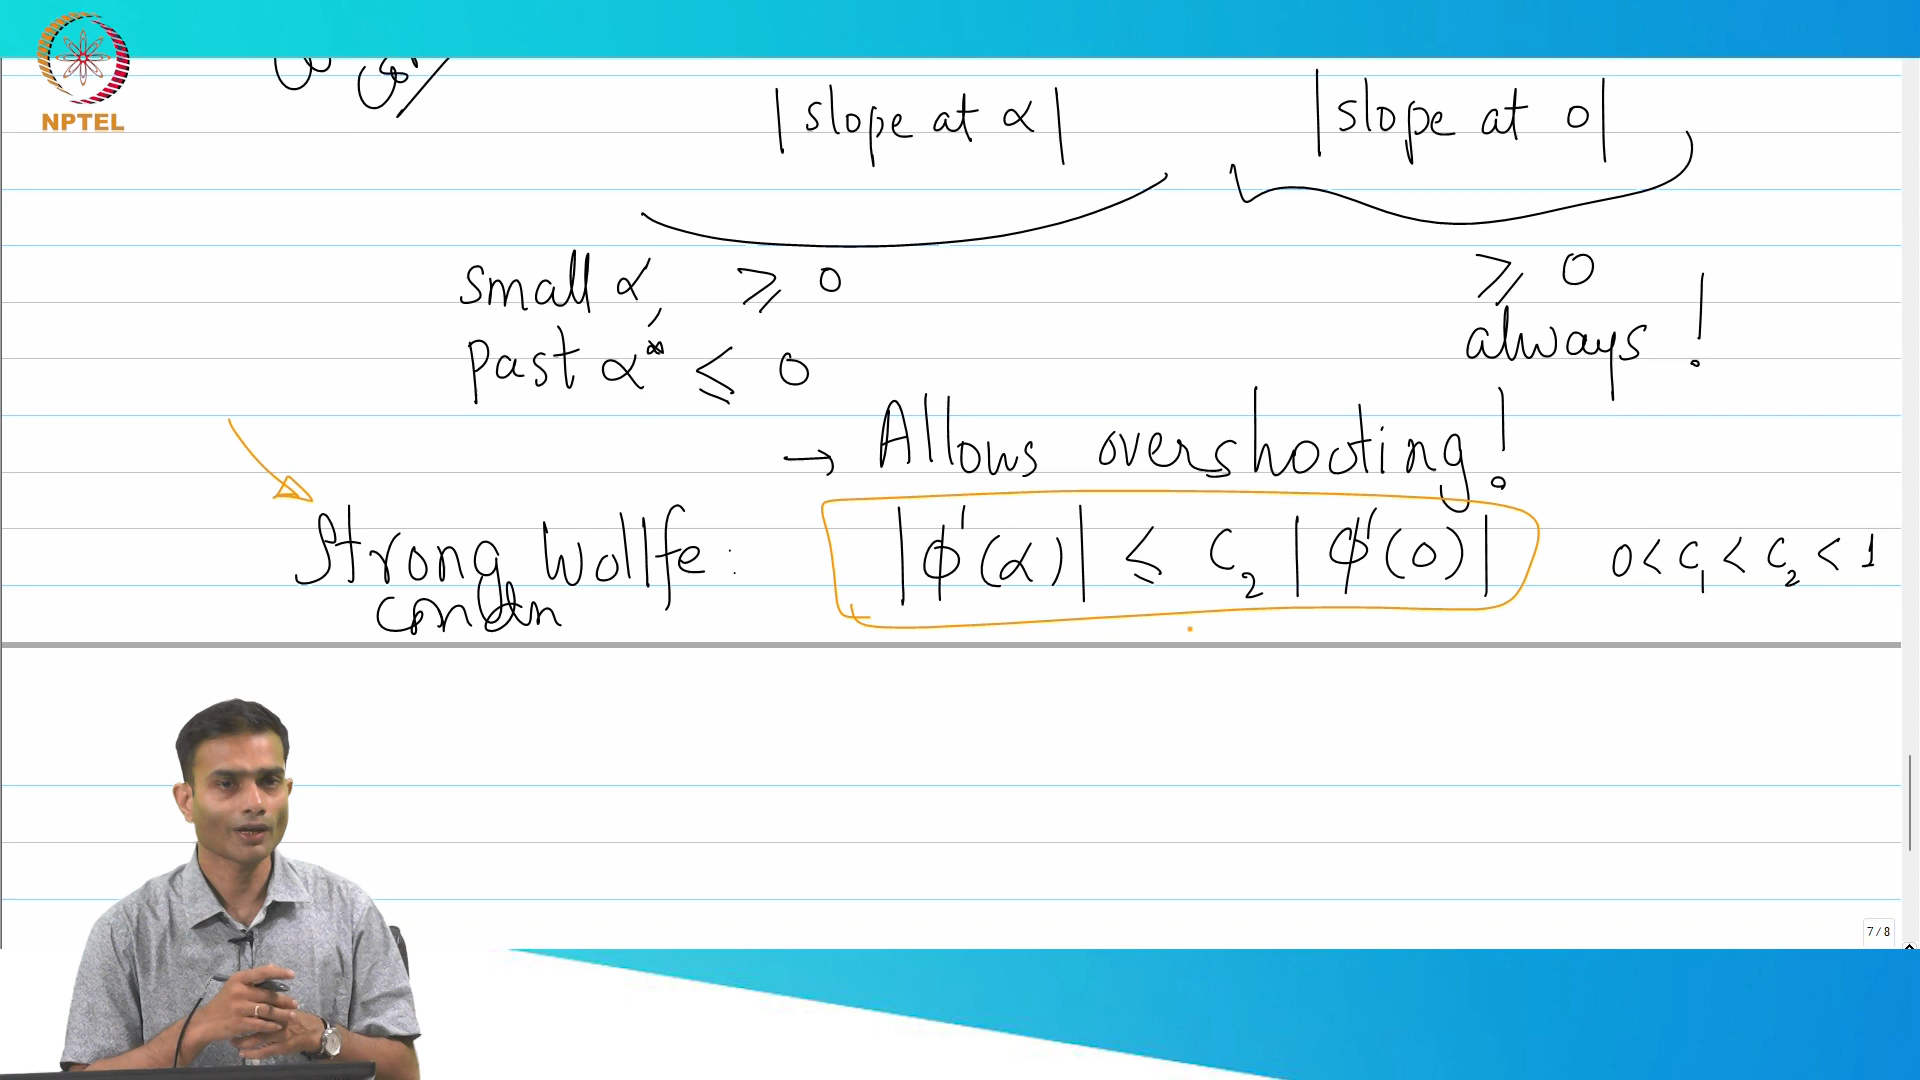 NPTEL
|slope at α| |slope at 0|
small α, ⩾ 0 ⩾ 0
always!
past α* ⩽ 0
→ Allows overshooting!
Strong Wollfe: |ϕ'(α)| ≤ C₂ |ϕ'(0)| 0 < C₁ < C₂ < 1
condn
7 / 8